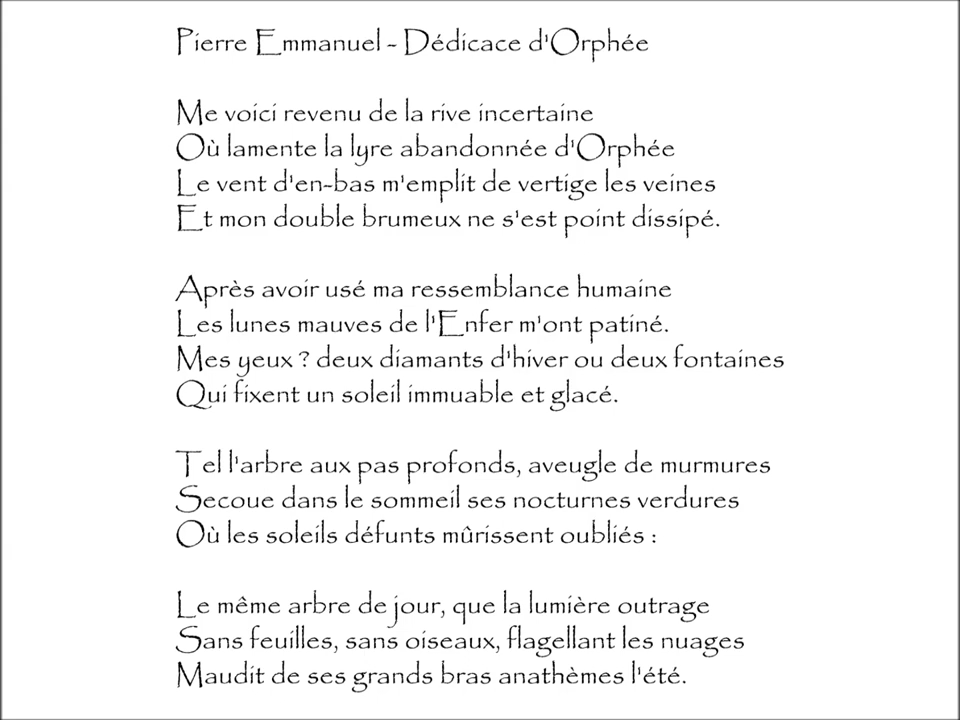 Pierre Emmanuel - Dédicace d'Orphée
Me voici revenu de la rive incertaine
Où lamente la lyre abandonnée d'Orphée
Le vent d'en-bas m'emplit de vertige les veines
Et mon double brumeux ne s'est point dissipé.
Après avoir usé ma ressemblance humaine
Les lunes mauves de l'Enfer m'ont patiné.
Mes yeux ? deux diamants d'hiver ou deux fontaines
Qui fixent un soleil immuable et glacé.
Tel l'arbre aux pas profonds, aveugle de murmures
Secoue dans le sommeil ses nocturnes verdures
Où les soleils défunts mûrissent oubliés :
Le même arbre de jour, que la lumière outrage
Sans feuilles, sans oiseaux, flagellant les nuages
Maudit de ses grands bras anathèmes l'été.